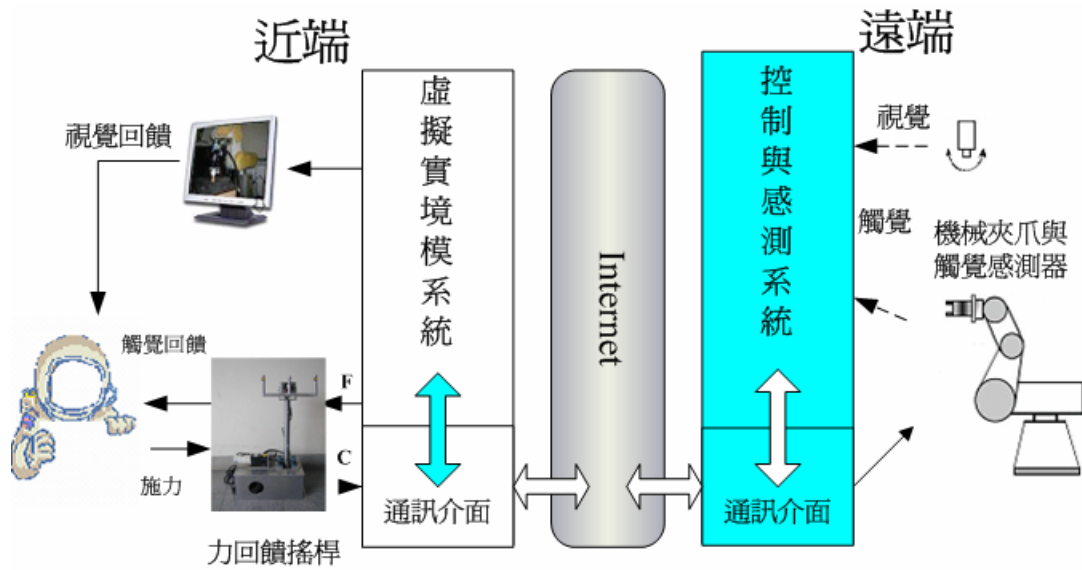 近端
遠端
虛擬實境模系統
控制與感測系統
視覺回饋
視覺
觸覺
機械夾爪與
觸覺感測器
Internet
觸覺回饋
F
C
施力
通訊介面
通訊介面
力回饋搖桿